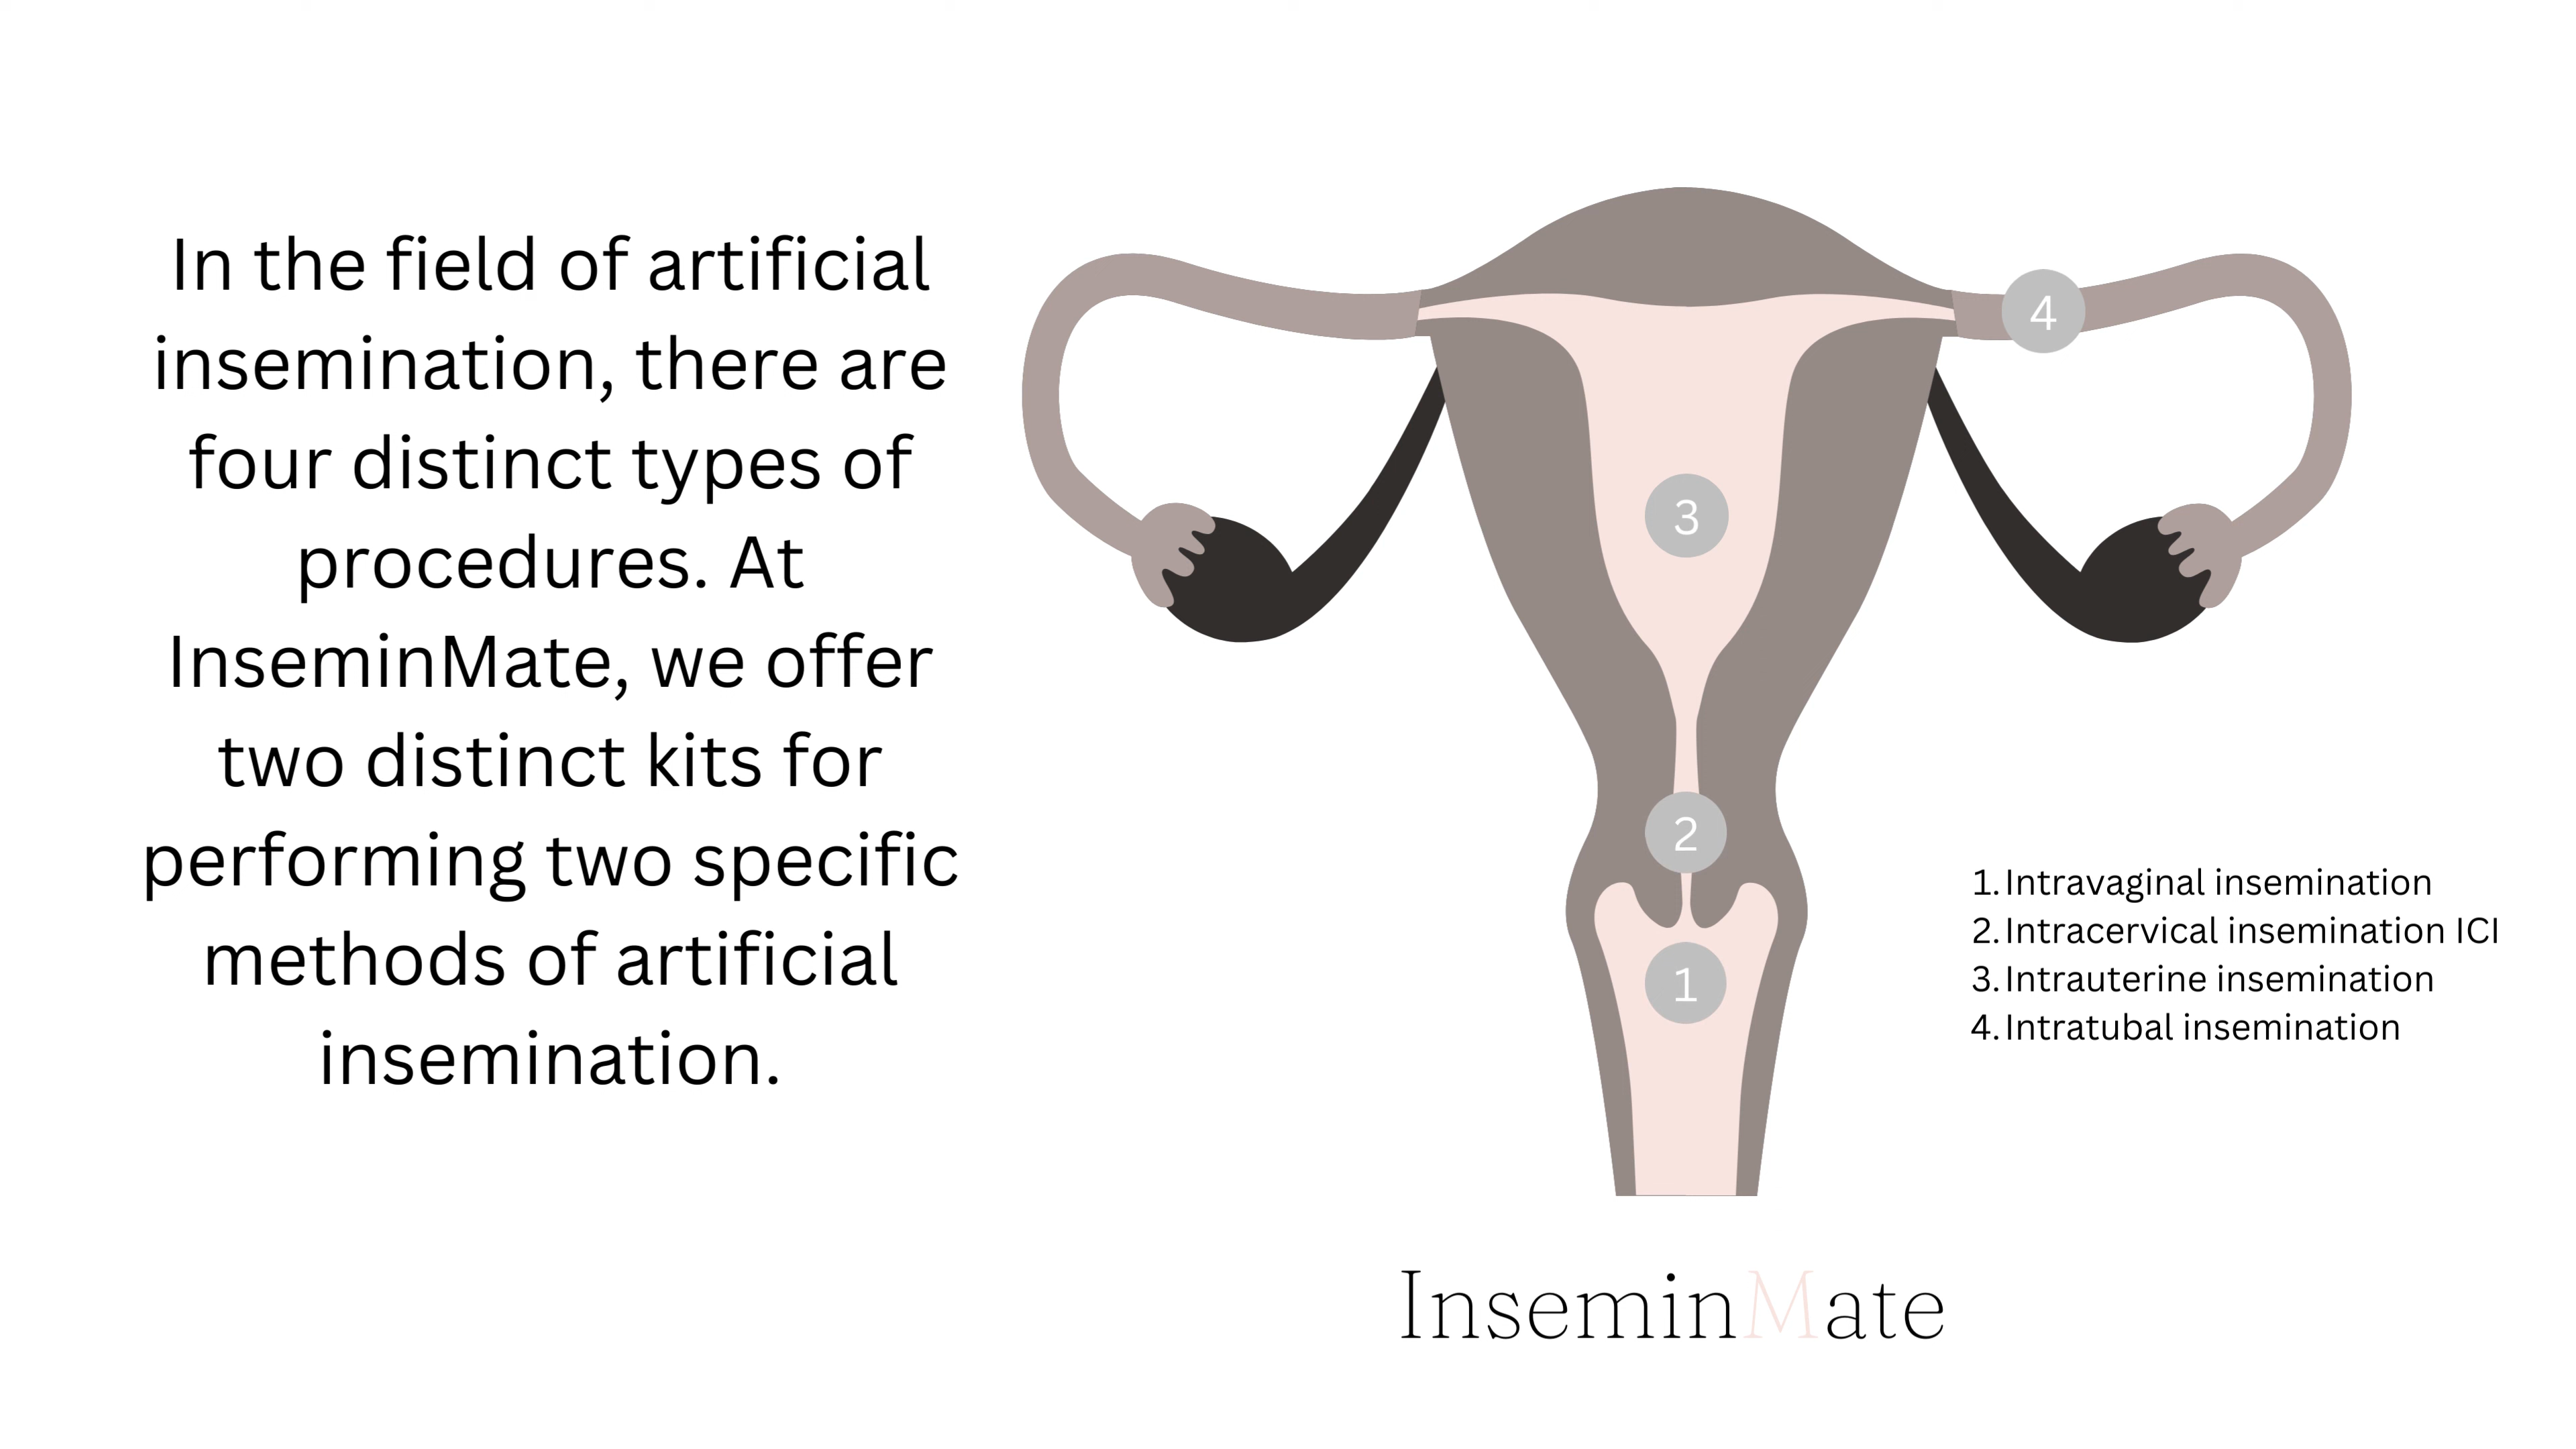 In the field of artificial
insemination, there are
four distinct types of
procedures. At
InseminMate, we offer
two distinct kits for
performing two specific
methods of artificial
insemination.
4
3
2
1
1. Intravaginal insemination
2. Intracervical insemination ICI
3. Intrauterine insemination
4. Intratubal insemination
InseminMate